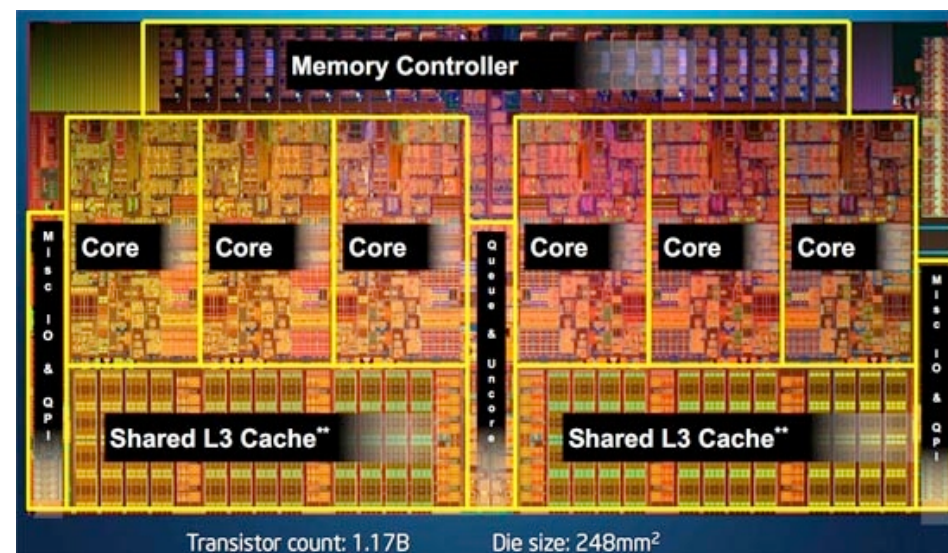 Memory Controller
Core
Core
Core
Core
Core
Core
Misc IO & QPI
Queue & Uncore
Misc IO & QPI
Shared L3 Cache**
Shared L3 Cache**
Transistor count: 1.17B
Die size: 248mm²